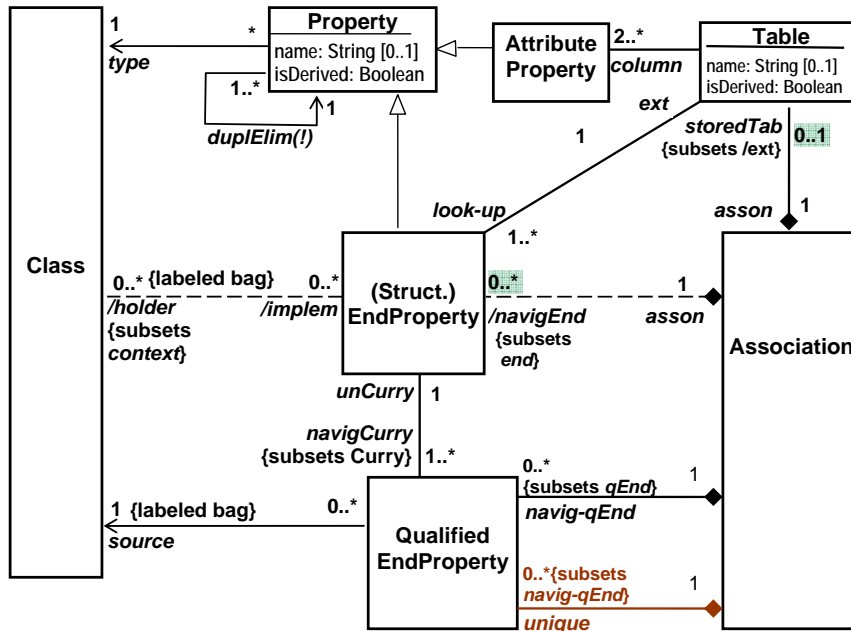 Property
name: String [0..1]
isDerived: Boolean
1
*
type
1..*
1
duplElim(!)
Attribute
Property
2..*
column
Table
name: String [0..1]
isDerived: Boolean
ext
1
storedTab
{subsets /ext}
0..1
look-up
1..*
asson
1
Class
0..* {labeled bag}
0..*
/holder
{subsets
context}
/implem
(Struct.)
EndProperty
0..*
1
/navigEnd
{subsets
end}
asson
Association
unCurry
1
navigCurry
{subsets Curry}
1..*
0..*
{subsets qEnd}
navig-qEnd
1
1 {labeled bag}
0..*
source
Qualified
EndProperty
0..*{subsets
navig-qEnd}
unique
1